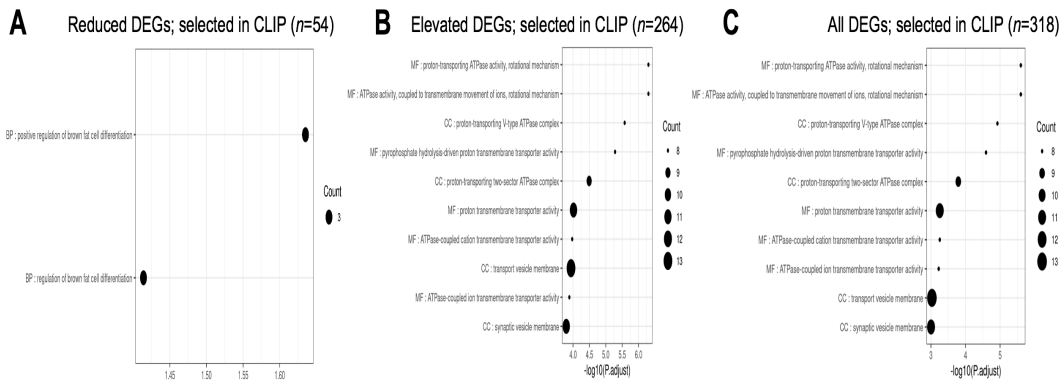 A Reduced DEGs; selected in CLIP (n=54)
BP : positive regulation of brown fat cell differentiation
BP : regulation of brown fat cell differentiation
1.45 1.50 1.55 1.60
Count
3
B Elevated DEGs; selected in CLIP (n=264)
MF : proton-transporting ATPase activity, rotational mechanism
MF : ATPase activity, coupled to transmembrane movement of ions, rotational mechanism
CC : proton-transporting V-type ATPase complex
MF : pyrophosphate hydrolysis-driven proton transmembrane transporter activity
CC : proton-transporting two-sector ATPase complex
MF : proton transmembrane transporter activity
MF : ATPase-coupled cation transmembrane transporter activity
CC : transport vesicle membrane
MF : ATPase-coupled ion transmembrane transporter activity
CC : synaptic vesicle membrane
4.0 4.5 5.0 5.5 6.0
-log10(P.adjust)
Count
8
9
10
11
12
13
C All DEGs; selected in CLIP (n=318)
MF : proton-transporting ATPase activity, rotational mechanism
MF : ATPase activity, coupled to transmembrane movement of ions, rotational mechanism
CC : proton-transporting V-type ATPase complex
MF : pyrophosphate hydrolysis-driven proton transmembrane transporter activity
CC : proton-transporting two-sector ATPase complex
MF : proton transmembrane transporter activity
MF : ATPase-coupled cation transmembrane transporter activity
MF : ATPase-coupled ion transmembrane transporter activity
CC : transport vesicle membrane
CC : synaptic vesicle membrane
3 4 5
-log10(P.adjust)
Count
8
9
10
11
12
13